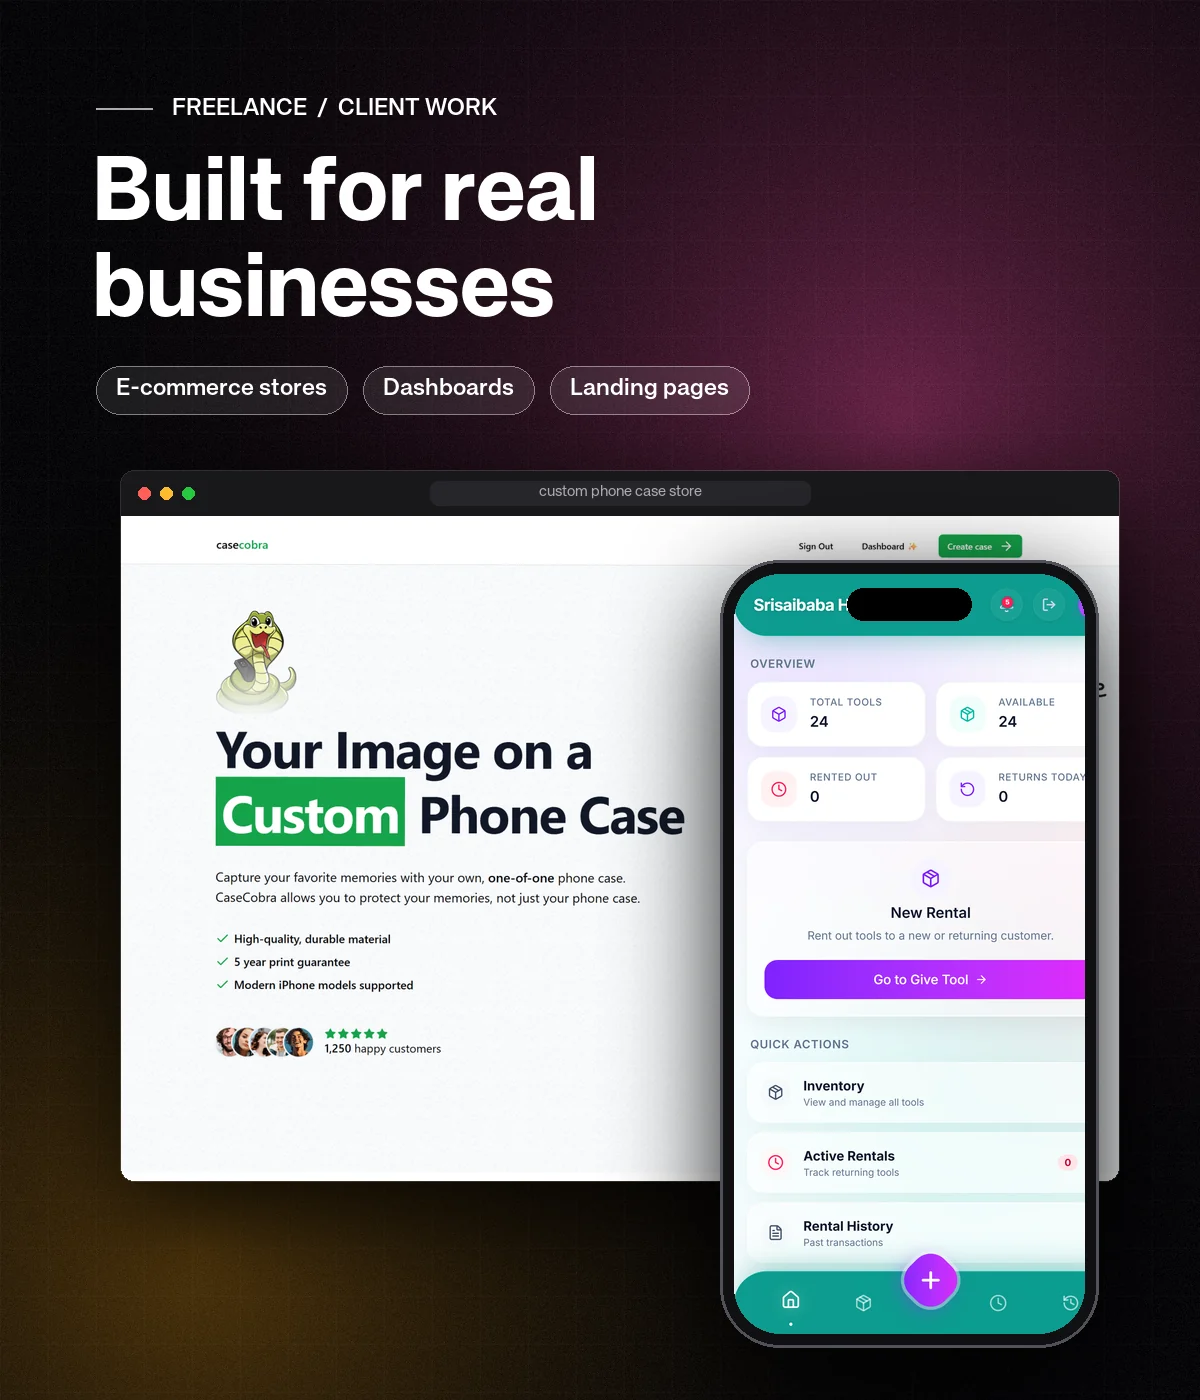 FREELANCE / CLIENT WORK
Built for real
businesses
E-commerce stores
Dashboards
Landing pages
custom phone case store
casecobra
Sign Out
Dashboard ✨
Create case →
Your Image on a
Custom Phone Case
Capture your favorite memories with your own, one-of-one phone case.
CaseCobra allows you to protect your memories, not just your phone case.
High-quality, durable material
5 year print guarantee
Modern iPhone models supported
1,250 happy customers
Srisaibaba H
5
OVERVIEW
TOTAL TOOLS
24
AVAILABLE
24
RENTED OUT
0
RETURNS TODAY
0
New Rental
Rent out tools to a new or returning customer.
Go to Give Tool →
QUICK ACTIONS
Inventory
View and manage all tools
Active Rentals
Track returning tools
0
Rental History
Past transactions